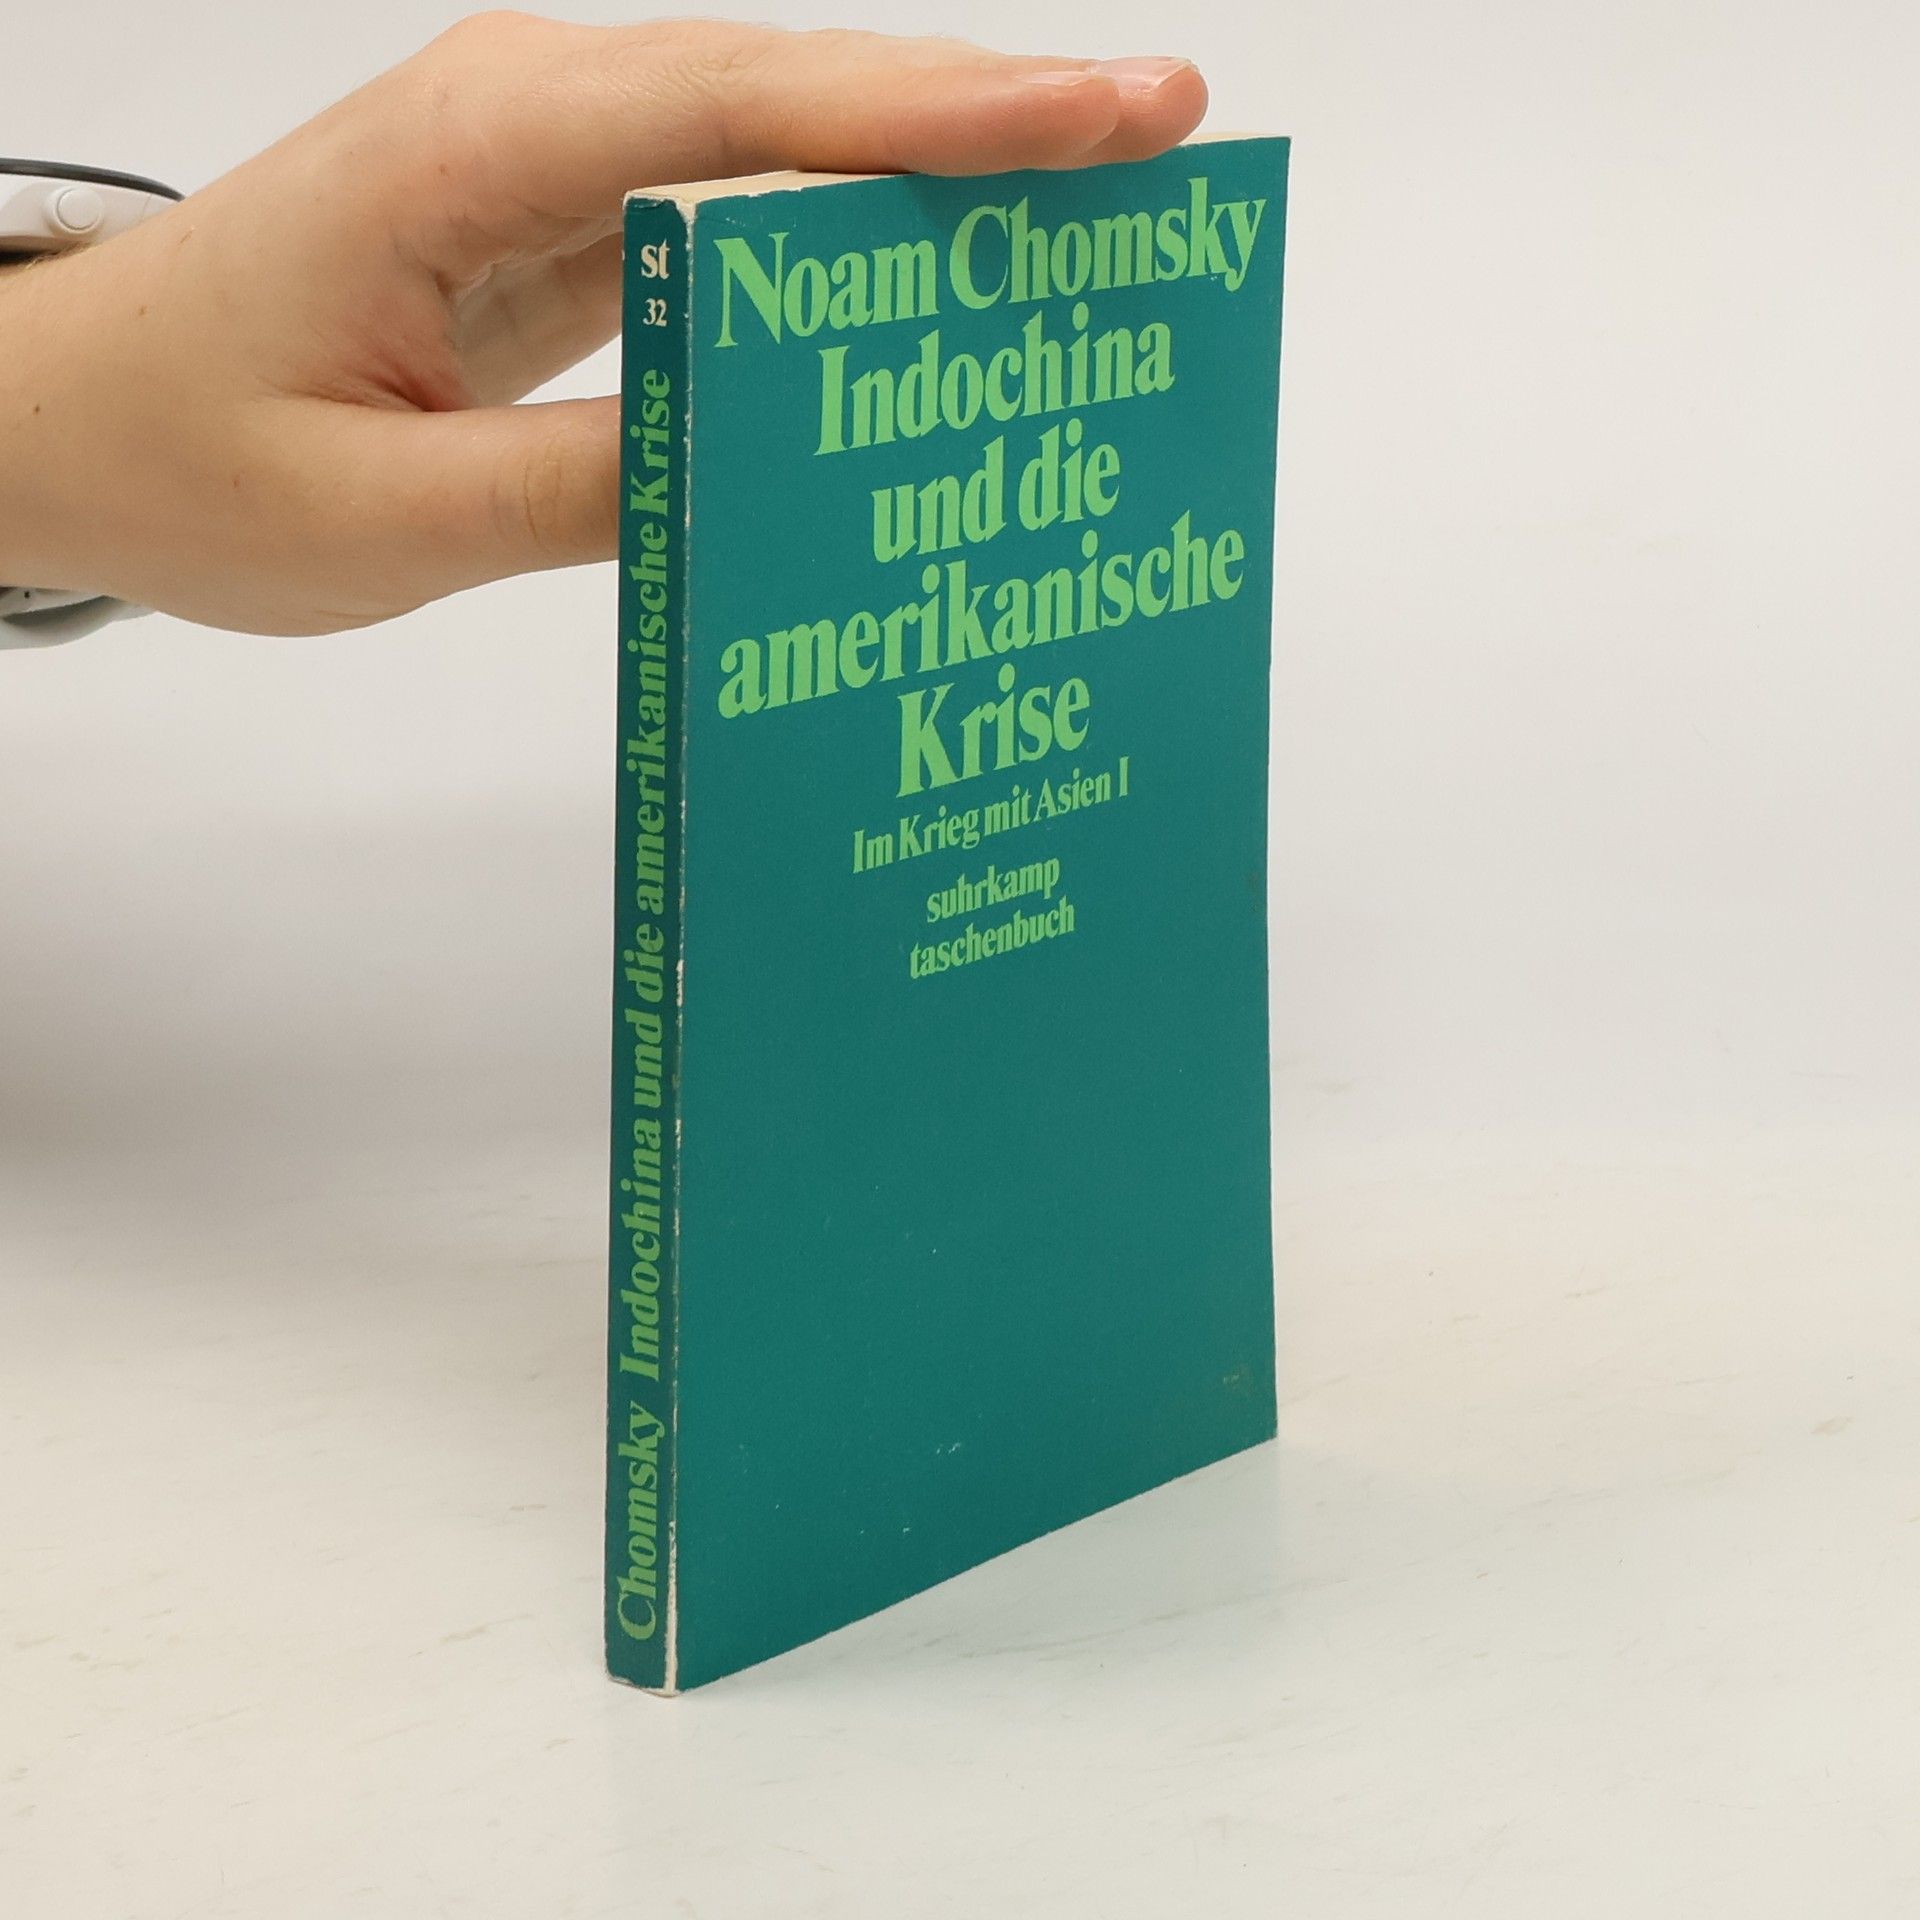 st
32
Chomsky Indochina und die amerikanische Krise
Noam Chomsky
Indochina
und die
amerikanische
Krise
Im Krieg mit Asien I
suhrkamp
taschenbuch